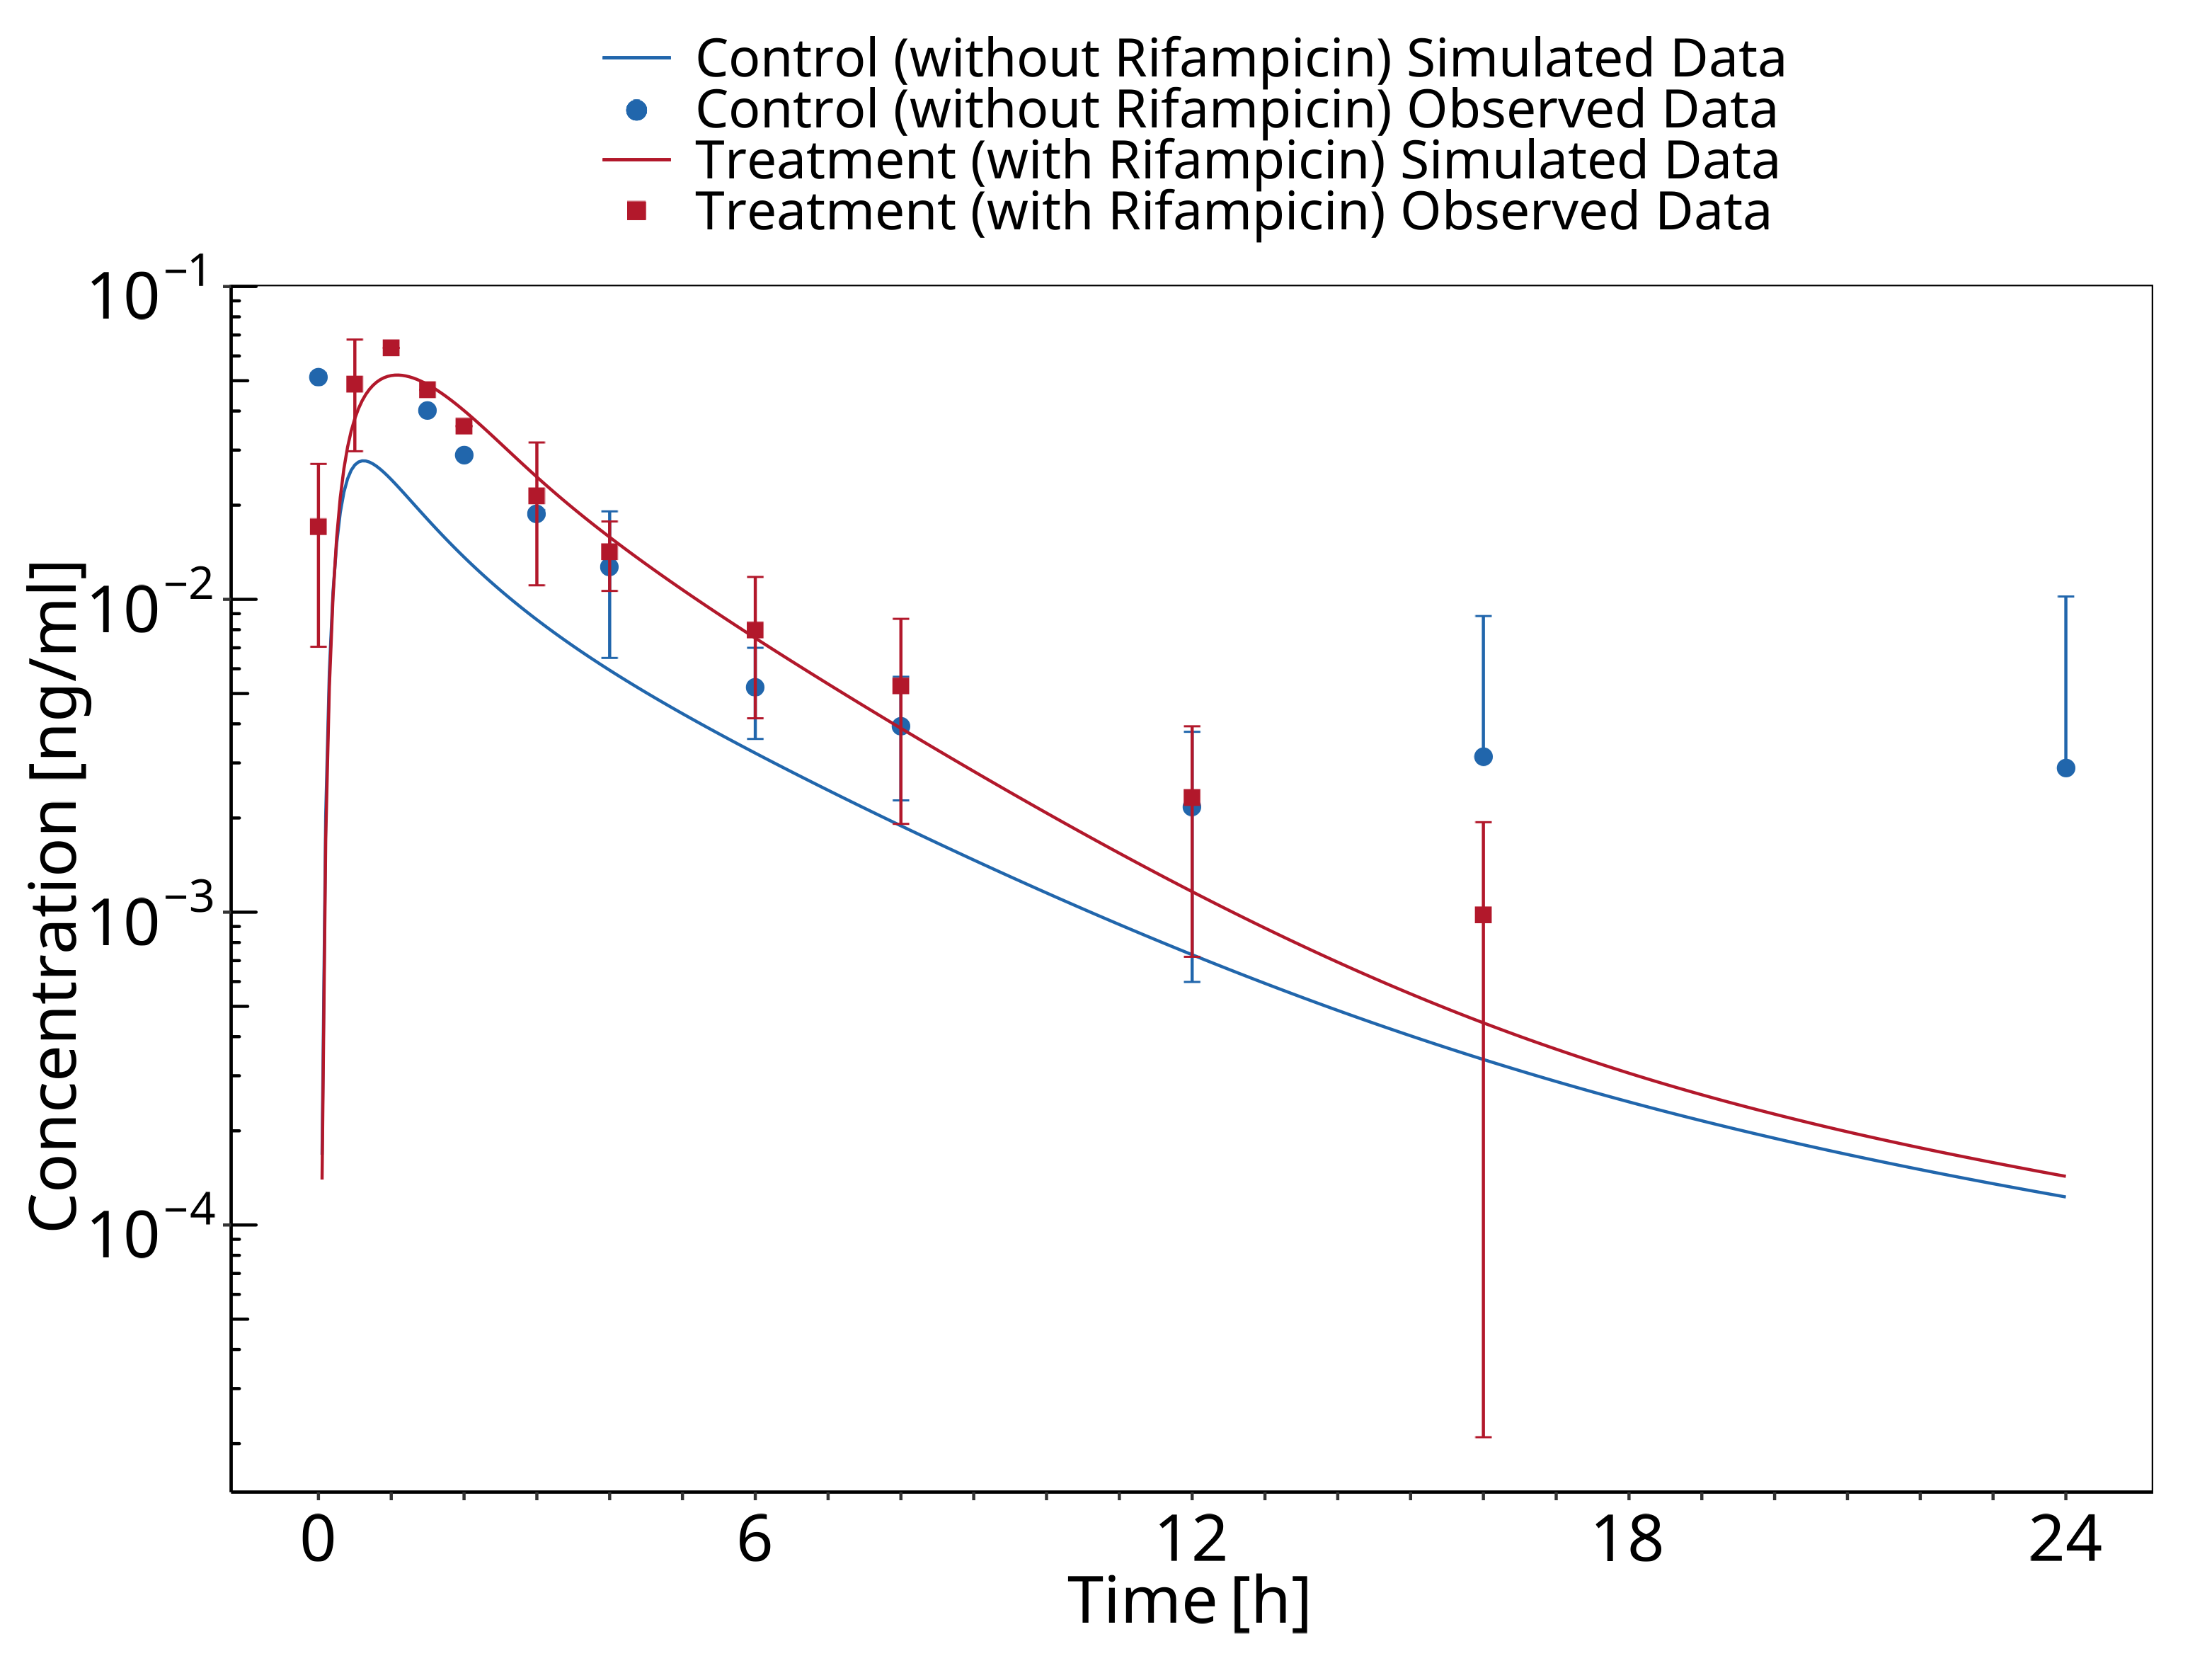 Control (without Rifampicin) Simulated Data
Control (without Rifampicin) Observed Data
Treatment (with Rifampicin) Simulated Data
Treatment (with Rifampicin) Observed Data
10⁻¹
10⁻²
10⁻³
10⁻⁴
Concentration [ng/ml]
0 6 12 18 24
Time [h]